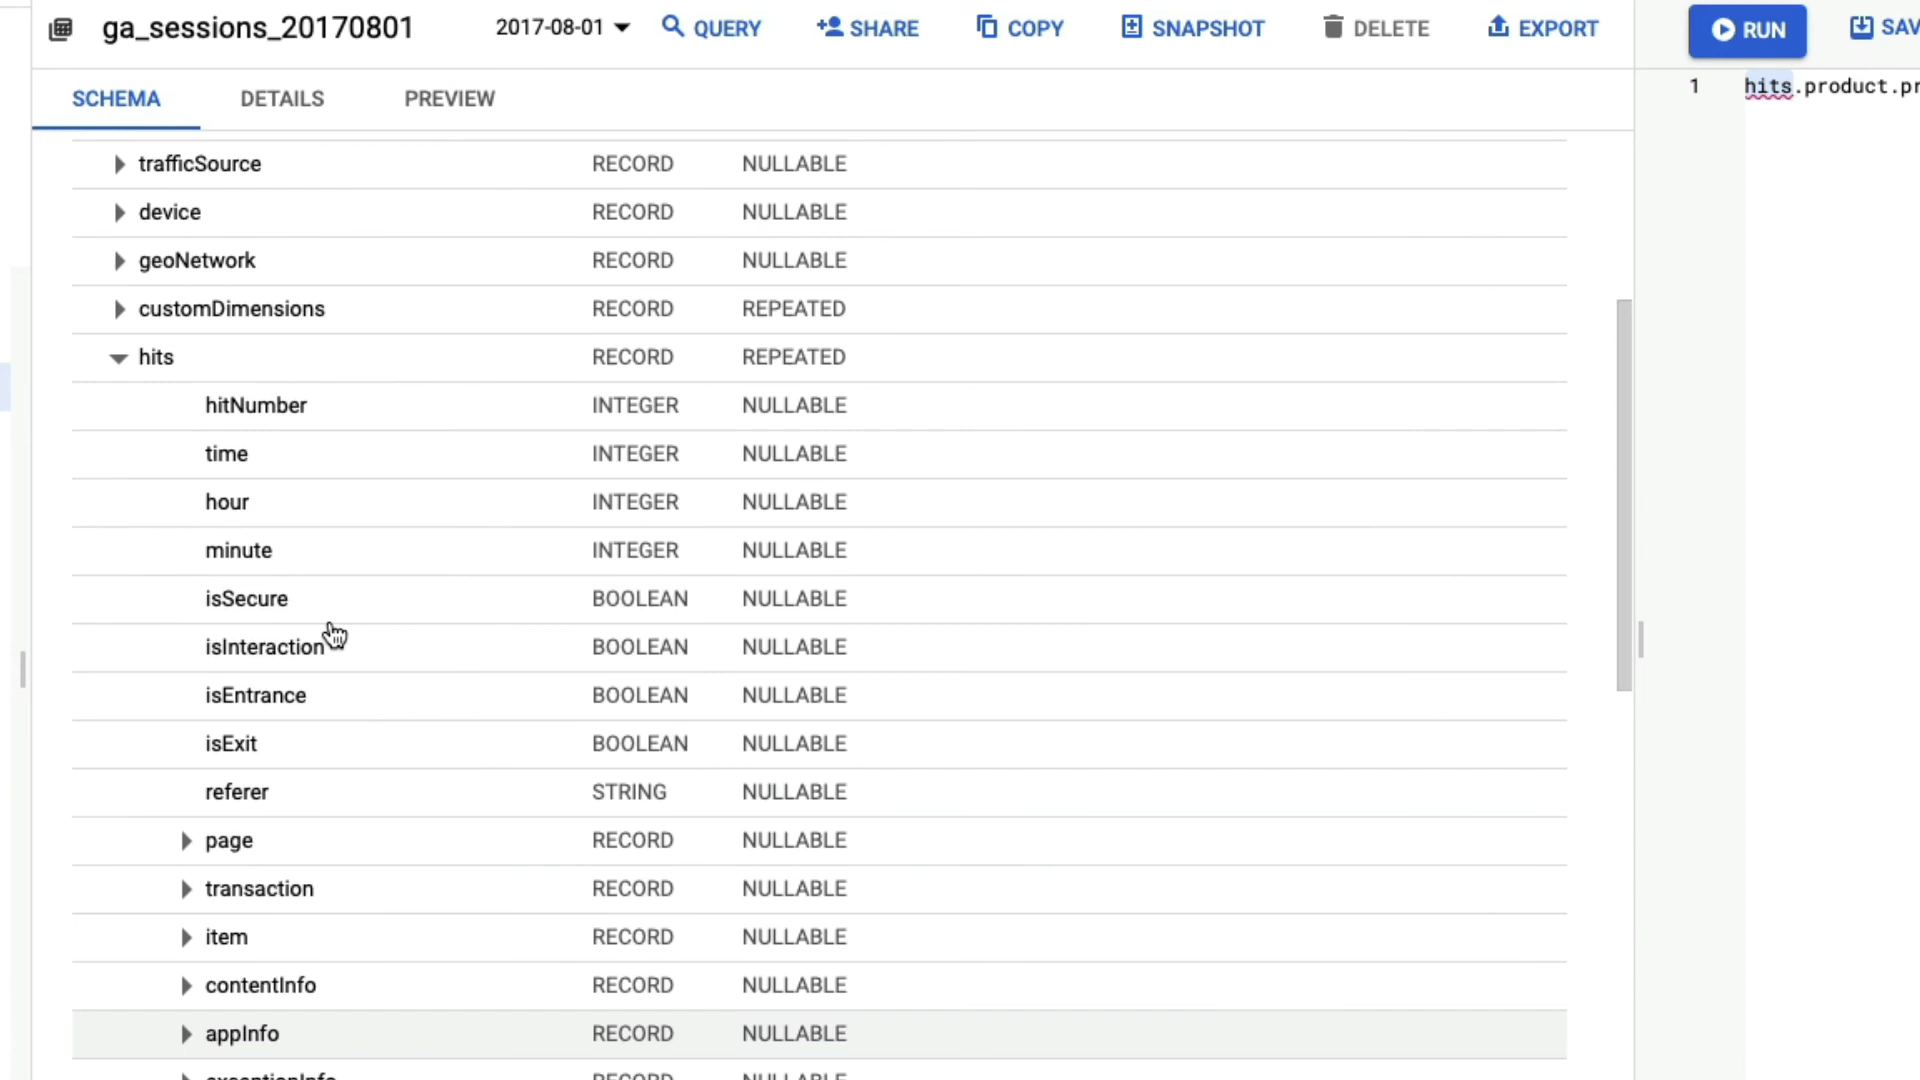 ga_sessions_20170801 2017-08-01 QUERY SHARE COPY SNAPSHOT DELETE EXPORT RUN
SCHEMA DETAILS PREVIEW
1 hits.product.pr
trafficSource RECORD NULLABLE
device RECORD NULLABLE
geoNetwork RECORD NULLABLE
customDimensions RECORD REPEATED
hits RECORD REPEATED
hitNumber INTEGER NULLABLE
time INTEGER NULLABLE
hour INTEGER NULLABLE
minute INTEGER NULLABLE
isSecure BOOLEAN NULLABLE
isInteraction BOOLEAN NULLABLE
isEntrance BOOLEAN NULLABLE
isExit BOOLEAN NULLABLE
referer STRING NULLABLE
page RECORD NULLABLE
transaction RECORD NULLABLE
item RECORD NULLABLE
contentInfo RECORD NULLABLE
appInfo RECORD NULLABLE